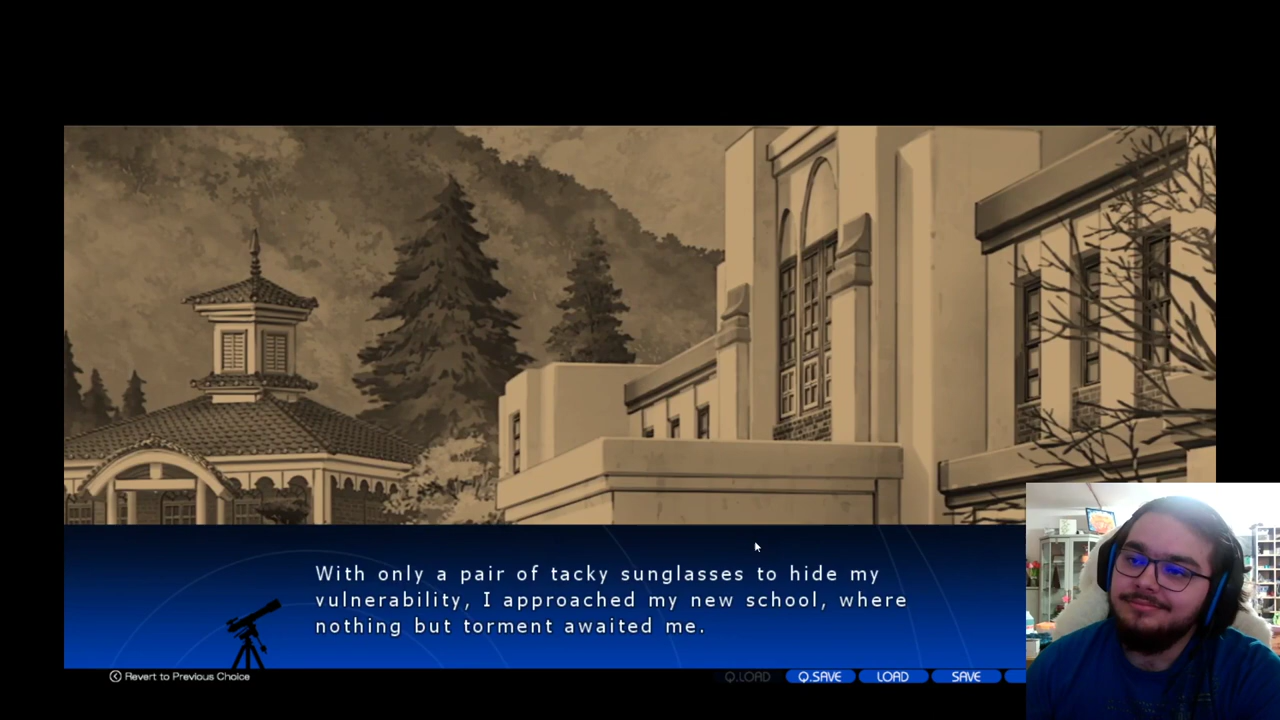 With only a pair of tacky sunglasses to hide my
vulnerability, I approached my new school, where
nothing but torment awaited me.
Revert to Previous Choice
Q.LOAD
Q.SAVE
LOAD
SAVE